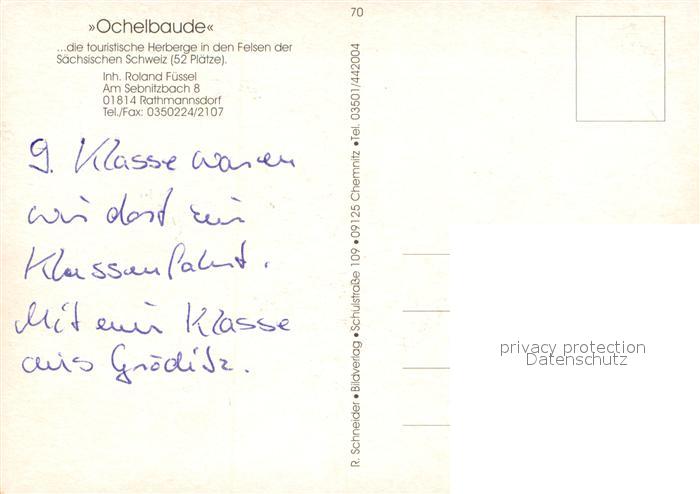 »Ochelbaude«
...die touristische Herberge in den Felsen der
Sächsischen Schweiz (52 Plätze).
Inh. Roland Füssel
Am Sebnitzbach 8
01814 Rathmannsdorf
Tel./Fax: 0350224/2107
9. Klasse waren
wir dort zur
Klassenfahrt.
Mit einer Klasse
aus Gröditz.
70
R. Schneider • Bildverlag • Schulstraße 109 • 09125 Chemnitz • Tel. 03501/442004
privacy protection
Datenschutz